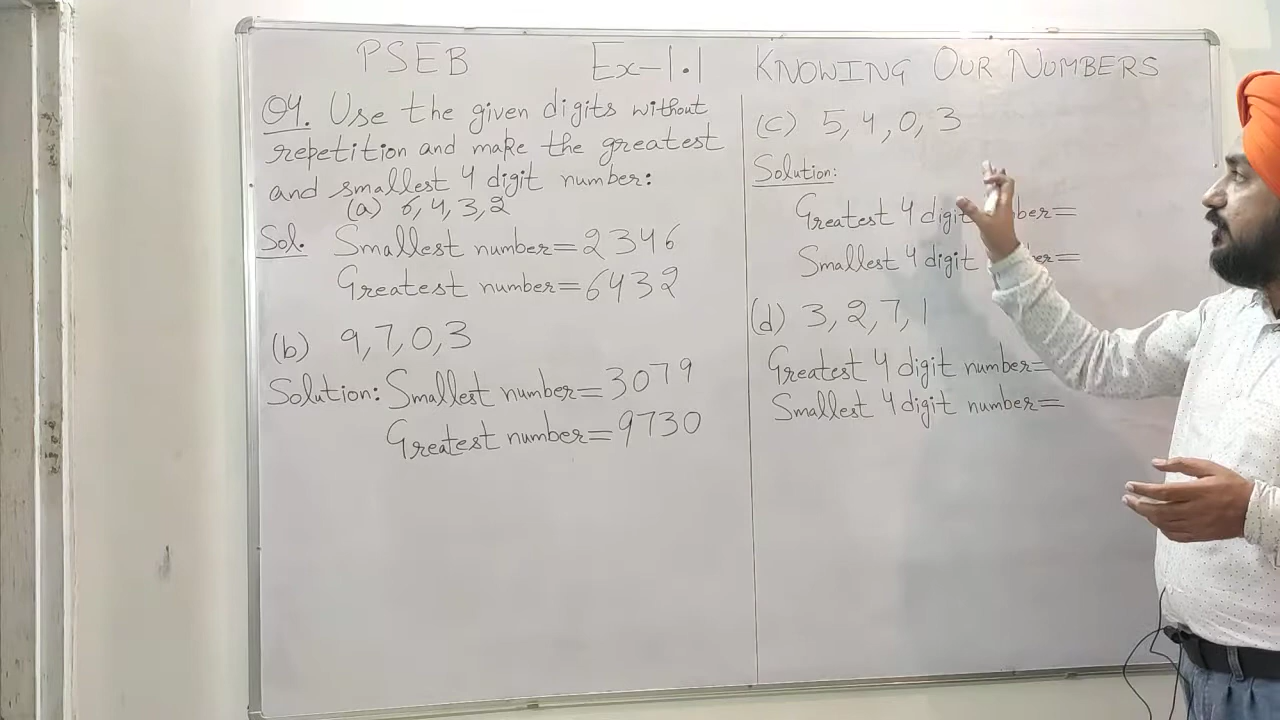 PSEB Ex-1.1 KNOWING OUR NUMBERS
Q4. Use the given digits without
repetition and make the greatest
and smallest 4 digit number:
(a) 6, 4, 3, 2
Sol. Smallest number=2346
Greatest number=6432
(b) 9, 7, 0, 3
Solution: Smallest number=3079
Greatest number=9730
(c) 5, 4, 0, 3
Solution:
Greatest 4 digit =
Smallest 4 digit =
(d) 3, 2, 7, 1
Greatest 4 digit number=
Smallest 4 digit number=